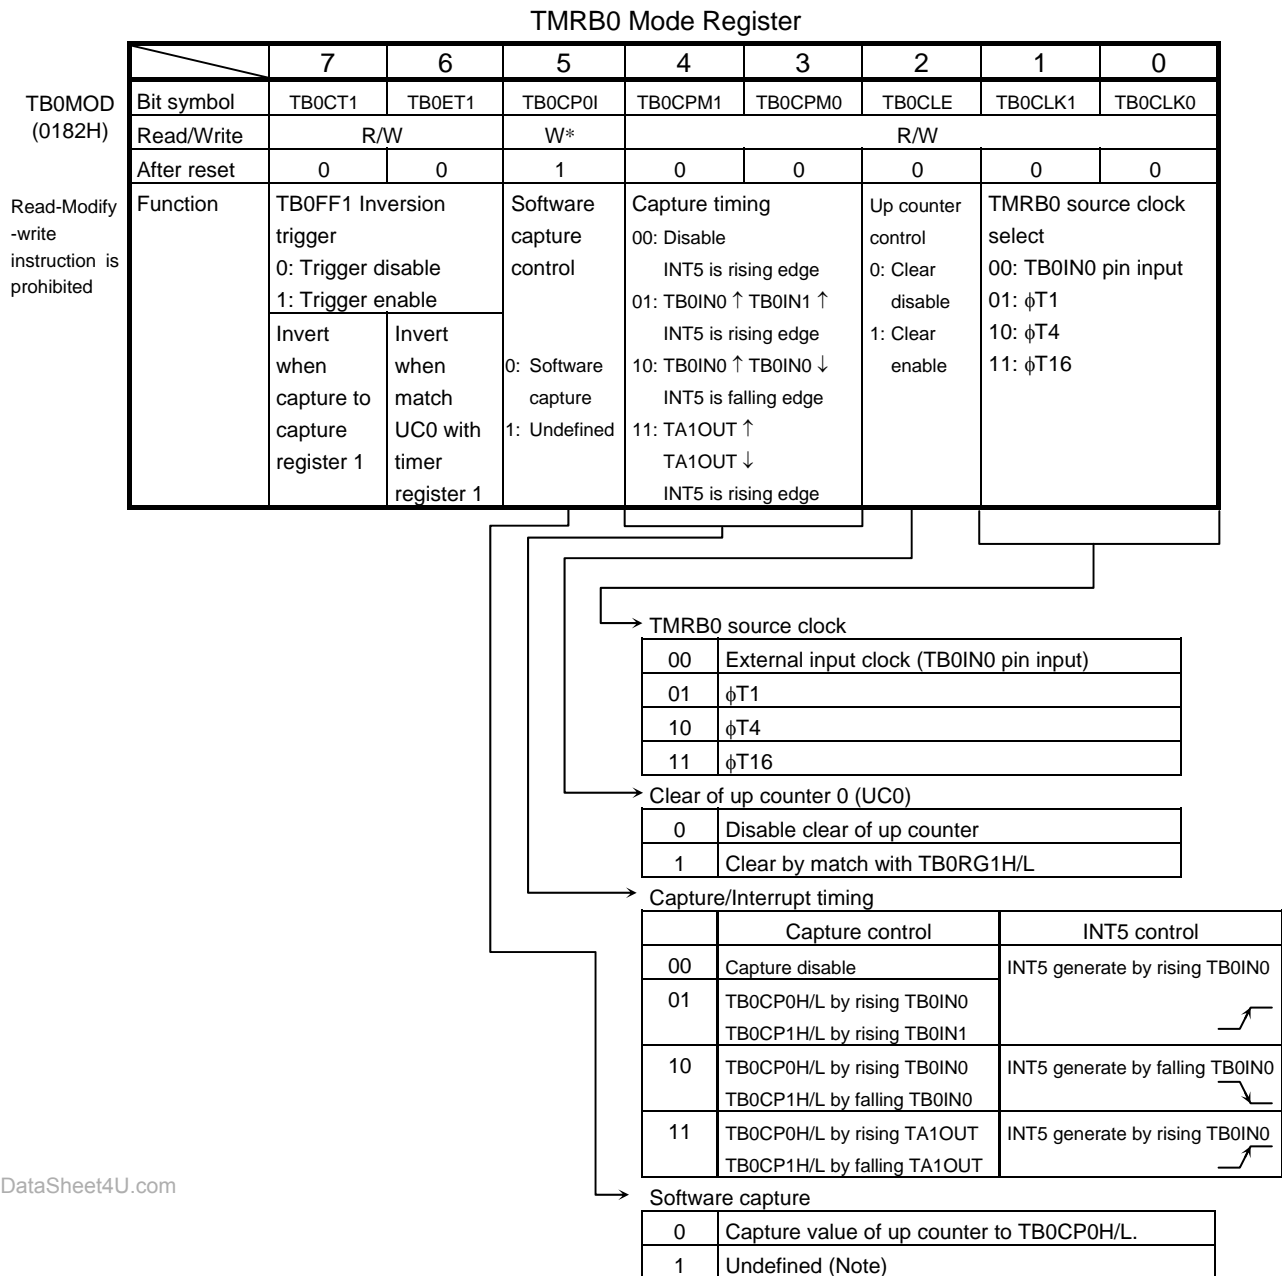 TMRB0 Mode Register
7 6 5 4 3 2 1 0
TB0MOD
(0182H)
Bit symbol TB0CT1 TB0ET1 TB0CP0I TB0CPM1 TB0CPM0 TB0CLE TB0CLK1 TB0CLK0
Read/Write R/W W* R/W
After reset 0 0 1 0 0 0 0 0
Read-Modify
-write
instruction is
prohibited
Function
TB0FF1 Inversion
trigger
0: Trigger disable
1: Trigger enable
Invert
when
capture to
capture
register 1
Invert
when
match
UC0 with
timer
register 1
Software
capture
control
0: Software
capture
1: Undefined
Capture timing
00: Disable
INT5 is rising edge
01: TB0IN0 ↑ TB0IN1 ↑
INT5 is rising edge
10: TB0IN0 ↑ TB0IN0 ↓
INT5 is falling edge
11: TA1OUT ↑
TA1OUT ↓
INT5 is rising edge
Up counter
control
0: Clear
disable
1: Clear
enable
TMRB0 source clock
select
00: TB0IN0 pin input
01: ϕT1
10: ϕT4
11: ϕT16
TMRB0 source clock
00 External input clock (TB0IN0 pin input)
01 ϕT1
10 ϕT4
11 ϕT16
Clear of up counter 0 (UC0)
0 Disable clear of up counter
1 Clear by match with TB0RG1H/L
Capture/Interrupt timing
Capture control INT5 control
00 Capture disable INT5 generate by rising TB0IN0
01 TB0CP0H/L by rising TB0IN0
TB0CP1H/L by rising TB0IN1
10 TB0CP0H/L by rising TB0IN0 INT5 generate by falling TB0IN0
TB0CP1H/L by falling TB0IN0
11 TB0CP0H/L by rising TA1OUT INT5 generate by rising TB0IN0
TB0CP1H/L by falling TA1OUT
DataSheet4U.com
Software capture
0 Capture value of up counter to TB0CP0H/L.
1 Undefined (Note)